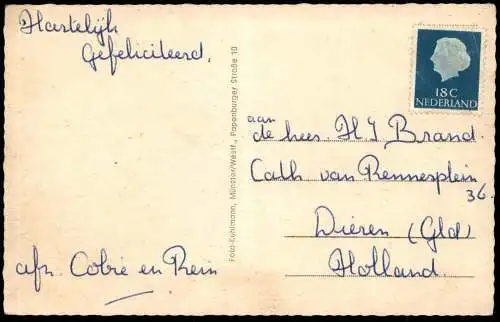 Hartelijk
Gefeliciteerd.
afz. Cobie en Rein
Foto-Kuhlmann, Münster/Westf., Papenburger Straße 10
18 C
NEDERLAND
aan
de heer H J Brand.
Cath van Rennesplein
36.
Dieren (Gld)
Holland.